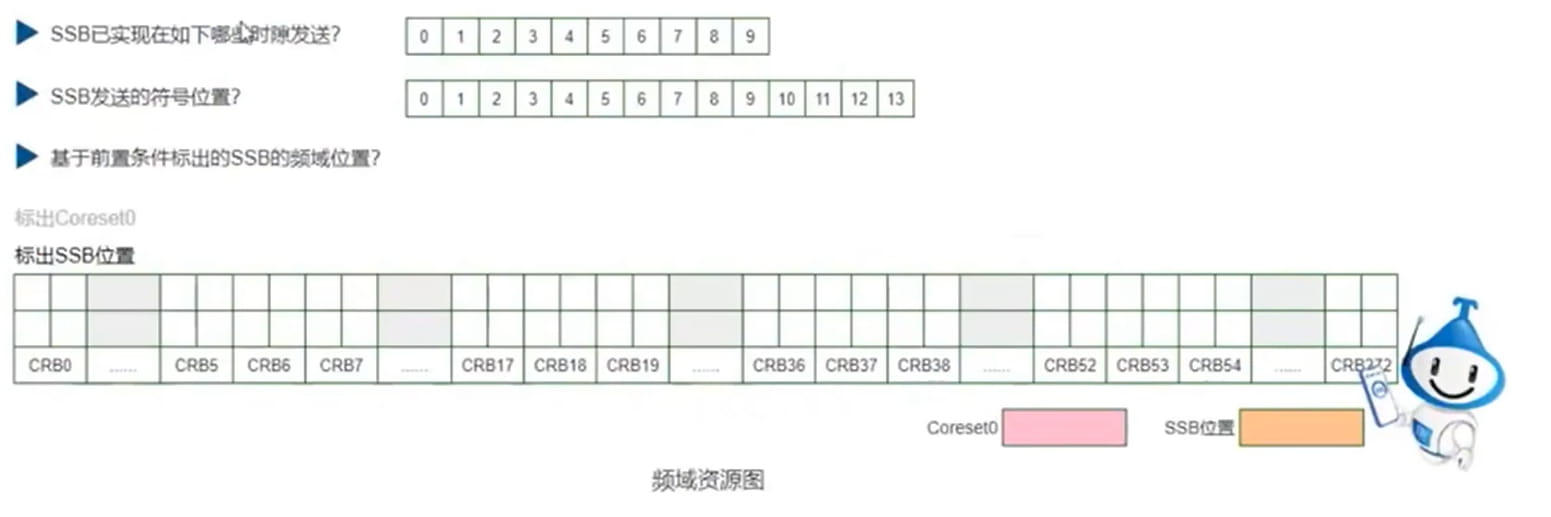 SSB已实现在如下哪些时隙发送?
0 1 2 3 4 5 6 7 8 9
SSB发送的符号位置?
0 1 2 3 4 5 6 7 8 9 10 11 12 13
基于前置条件标出的SSB的频域位置?
标出Coreset0
标出SSB位置
CRB0 ...... CRB5 CRB6 CRB7 ...... CRB17 CRB18 CRB19 ...... CRB36 CRB37 CRB38 ...... CRB52 CRB53 CRB54 ...... CRB272
Coreset0 SSB位置
频域资源图